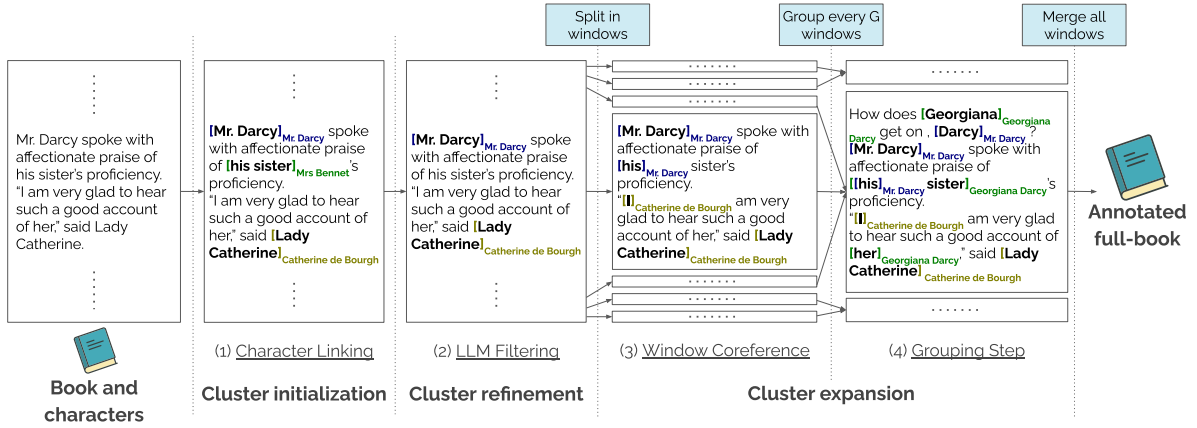 Split in
windows
Group every G
windows
Merge all
windows
Mr. Darcy spoke with
affectionate praise of
his sister's proficiency.
"I am very glad to hear
such a good account
of her," said Lady
Catherine.
[Mr. Darcy]Mr. Darcy spoke
with affectionate praise
of [his sister]Mrs Bennet's
proficiency.
"I am very glad to hear
such a good account of
her," said [Lady
Catherine]Catherine de Bourgh
[Mr. Darcy]Mr. Darcy spoke
with affectionate praise of
his sister's proficiency.
"I am very glad to hear
such a good account of
her," said [Lady
Catherine]Catherine de Bourgh
[Mr. Darcy]Mr. Darcy spoke with
affectionate praise of
[his]Mr. Darcy sister's
proficiency.
"[I]Catherine de Bourgh am very
glad to hear such a good
account of her," said [Lady
Catherine]Catherine de Bourgh
How does [Georgiana]Georgiana
Darcy get on , [Darcy]Mr. Darcy ?
[Mr. Darcy]Mr. Darcy spoke with
affectionate praise of
[[his]Mr. Darcy sister]Georgiana Darcy's
proficiency.
"[I]Catherine de Bourgh am very glad
to hear such a good account of
[her]Georgiana Darcy," said [Lady
Catherine] Catherine de Bourgh
Annotated
full-book
(1) Character Linking
(2) LLM Filtering
(3) Window Coreference
(4) Grouping Step
Book and
characters
Cluster initialization
Cluster refinement
Cluster expansion